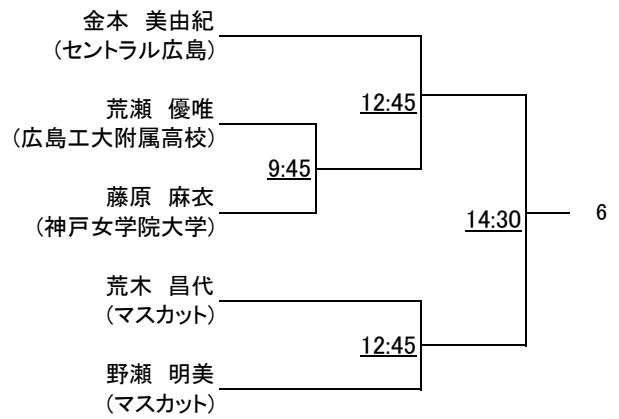 金本　美由紀
(セントラル広島)
12:45
荒瀬　優唯
(広島工大附属高校)
9:45
藤原　麻衣
(神戸女学院大学)
14:30
6
荒木　昌代
(マスカット)
12:45
野瀬　明美
(マスカット)